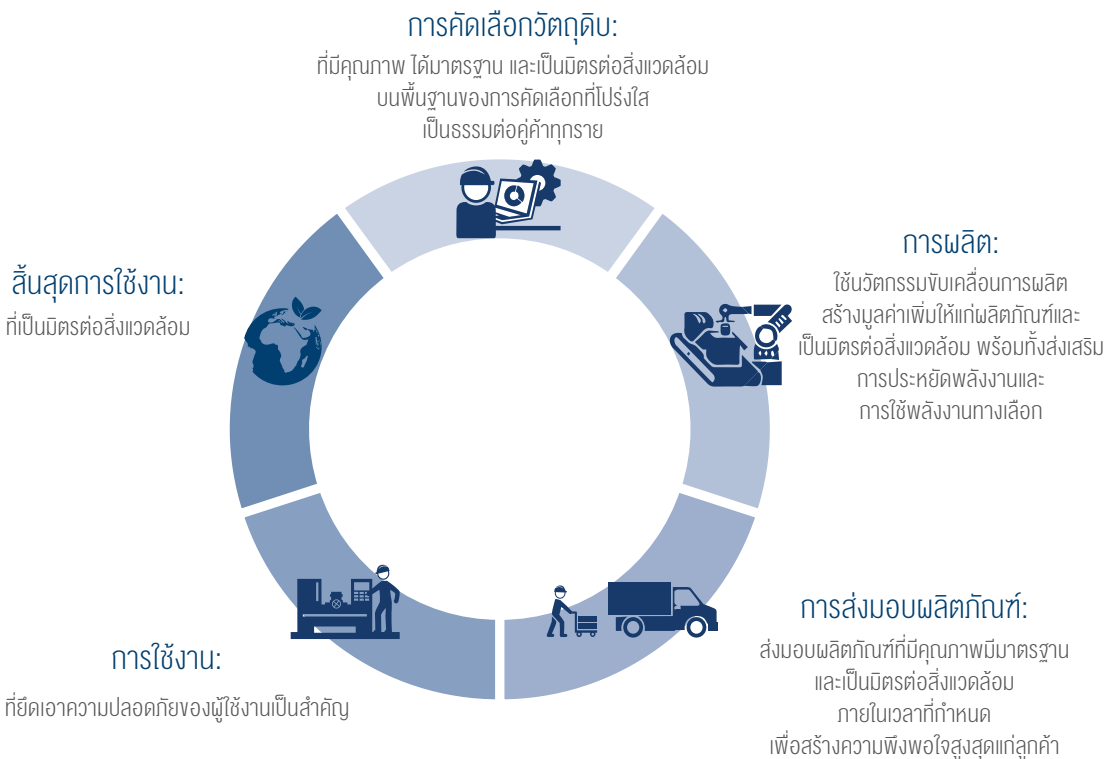 การคัดเลือกวัตถุดิบ:
ที่มีคุณภาพ ได้มาตรฐาน และเป็นมิตรต่อสิ่งแวดล้อม
บนพื้นฐานของการคัดเลือกที่โปร่งใส
เป็นธรรมต่อคู่ค้าทุกราย
การผลิต:
ใช้นวัตกรรมขับเคลื่อนการผลิต
สร้างมูลค่าเพิ่มให้แก่ผลิตภัณฑ์และ
เป็นมิตรต่อสิ่งแวดล้อม พร้อมทั้งส่งเสริม
การประหยัดพลังงานและ
การใช้พลังงานทางเลือก
การส่งมอบผลิตภัณฑ์:
ส่งมอบผลิตภัณฑ์ที่มีคุณภาพมีมาตรฐาน
และเป็นมิตรต่อสิ่งแวดล้อม
ภายในเวลาที่กำหนด
เพื่อสร้างความพึงพอใจสูงสุดแก่ลูกค้า
การใช้งาน:
ที่ยึดเอาความปลอดภัยของผู้ใช้งานเป็นสำคัญ
สิ้นสุดการใช้งาน:
ที่เป็นมิตรต่อสิ่งแวดล้อม